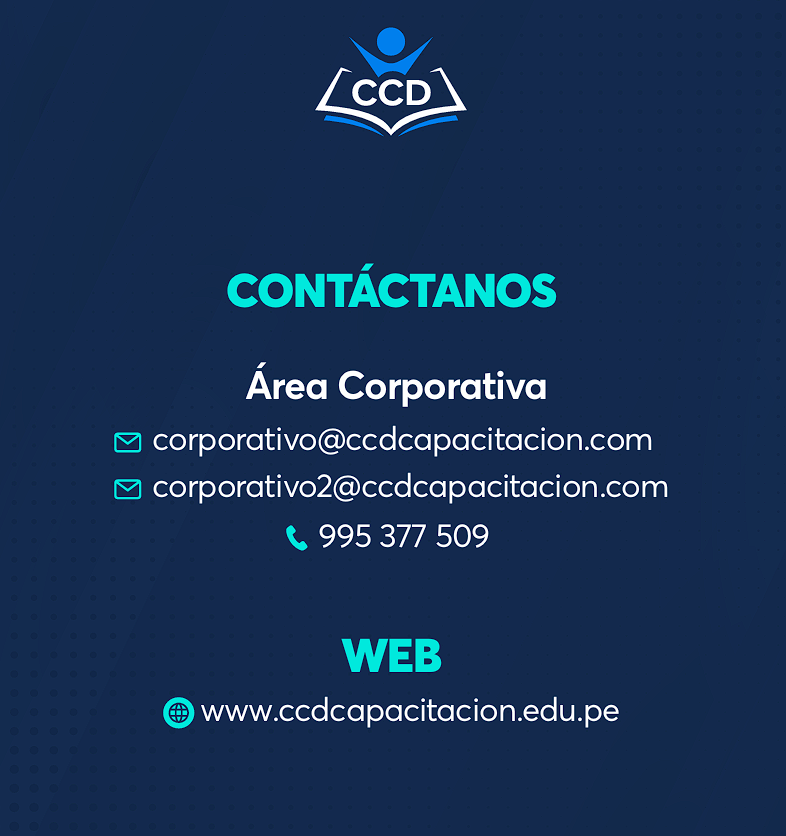 CCD
CONTÁCTANOS
Área Corporativa
corporativo@ccdcapacitacion.com
corporativo2@ccdcapacitacion.com
995 377 509
WEB
www.ccdcapacitacion.edu.pe